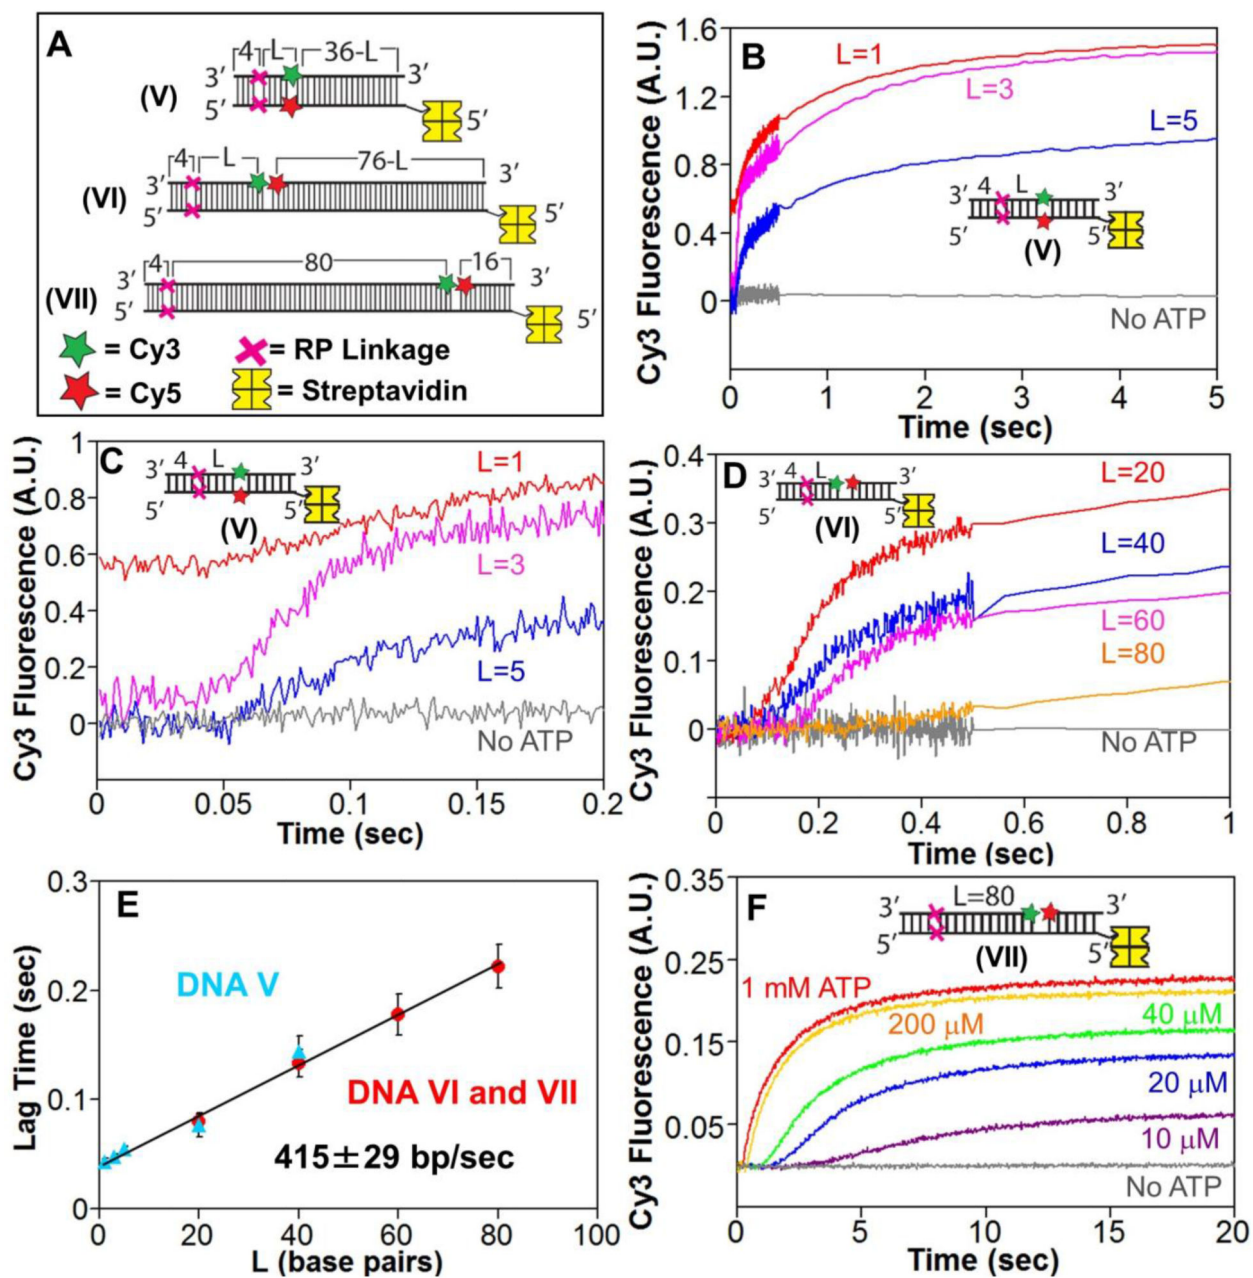 A
4 L 36-L
3′ 3′
(V)
5′ 5′
4 L 76-L
3′ 3′
(VI)
5′ 5′
4 80 16
3′ 3′
(VII)
5′ 5′
= Cy3 = RP Linkage
= Cy5 = Streptavidin
B
Cy3 Fluorescence (A.U.)
1.6
1.2
0.8
0.4
0
L=1
L=3
L=5
4 L 3′
3′
5′ 5′
(V)
No ATP
0 1 2 3 4 5
Time (sec)
C
Cy3 Fluorescence (A.U.)
1
0.8
0.6
0.4
0.2
0
3′ 4 L 3′
5′ 5′
(V)
L=1
L=3
L=5
No ATP
0 0.05 0.1 0.15 0.2
Time (sec)
D
Cy3 Fluorescence (A.U.)
0.4
0.3
0.2
0.1
0
4 L
3′ 3′
5′ 5′
(VI)
L=20
L=40
L=60
L=80
No ATP
0 0.2 0.4 0.6 0.8 1
Time (sec)
E
Lag Time (sec)
0.3
0.2
0.1
0
DNA V
DNA VI and VII
415±29 bp/sec
0 20 40 60 80 100
L (base pairs)
F
Cy3 Fluorescence (A.U.)
0.35
0.25
0.15
0.05
L=80
3′ 3′
5′ 5′
(VII)
1 mM ATP
200 μM
40 μM
20 μM
10 μM
No ATP
0 5 10 15 20
Time (sec)